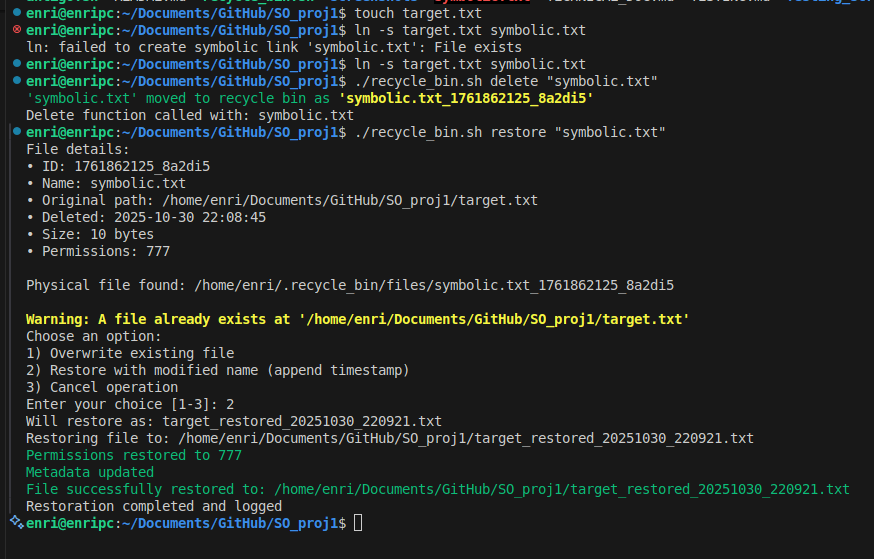 enri@enripc:~/Documents/GitHub/SO_proj1$ touch target.txt
enri@enripc:~/Documents/GitHub/SO_proj1$ ln -s target.txt symbolic.txt
ln: failed to create symbolic link 'symbolic.txt': File exists
enri@enripc:~/Documents/GitHub/SO_proj1$ ln -s target.txt symbolic.txt
enri@enripc:~/Documents/GitHub/SO_proj1$ ./recycle_bin.sh delete "symbolic.txt"
'symbolic.txt' moved to recycle bin as 'symbolic.txt_1761862125_8a2di5'
Delete function called with: symbolic.txt
enri@enripc:~/Documents/GitHub/SO_proj1$ ./recycle_bin.sh restore "symbolic.txt"
File details:
• ID: 1761862125_8a2di5
• Name: symbolic.txt
• Original path: /home/enri/Documents/GitHub/SO_proj1/target.txt
• Deleted: 2025-10-30 22:08:45
• Size: 10 bytes
• Permissions: 777
Physical file found: /home/enri/.recycle_bin/files/symbolic.txt_1761862125_8a2di5
Warning: A file already exists at '/home/enri/Documents/GitHub/SO_proj1/target.txt'
Choose an option:
1) Overwrite existing file
2) Restore with modified name (append timestamp)
3) Cancel operation
Enter your choice [1-3]: 2
Will restore as: target_restored_20251030_220921.txt
Restoring file to: /home/enri/Documents/GitHub/SO_proj1/target_restored_20251030_220921.txt
Permissions restored to 777
Metadata updated
File successfully restored to: /home/enri/Documents/GitHub/SO_proj1/target_restored_20251030_220921.txt
Restoration completed and logged
enri@enripc:~/Documents/GitHub/SO_proj1$